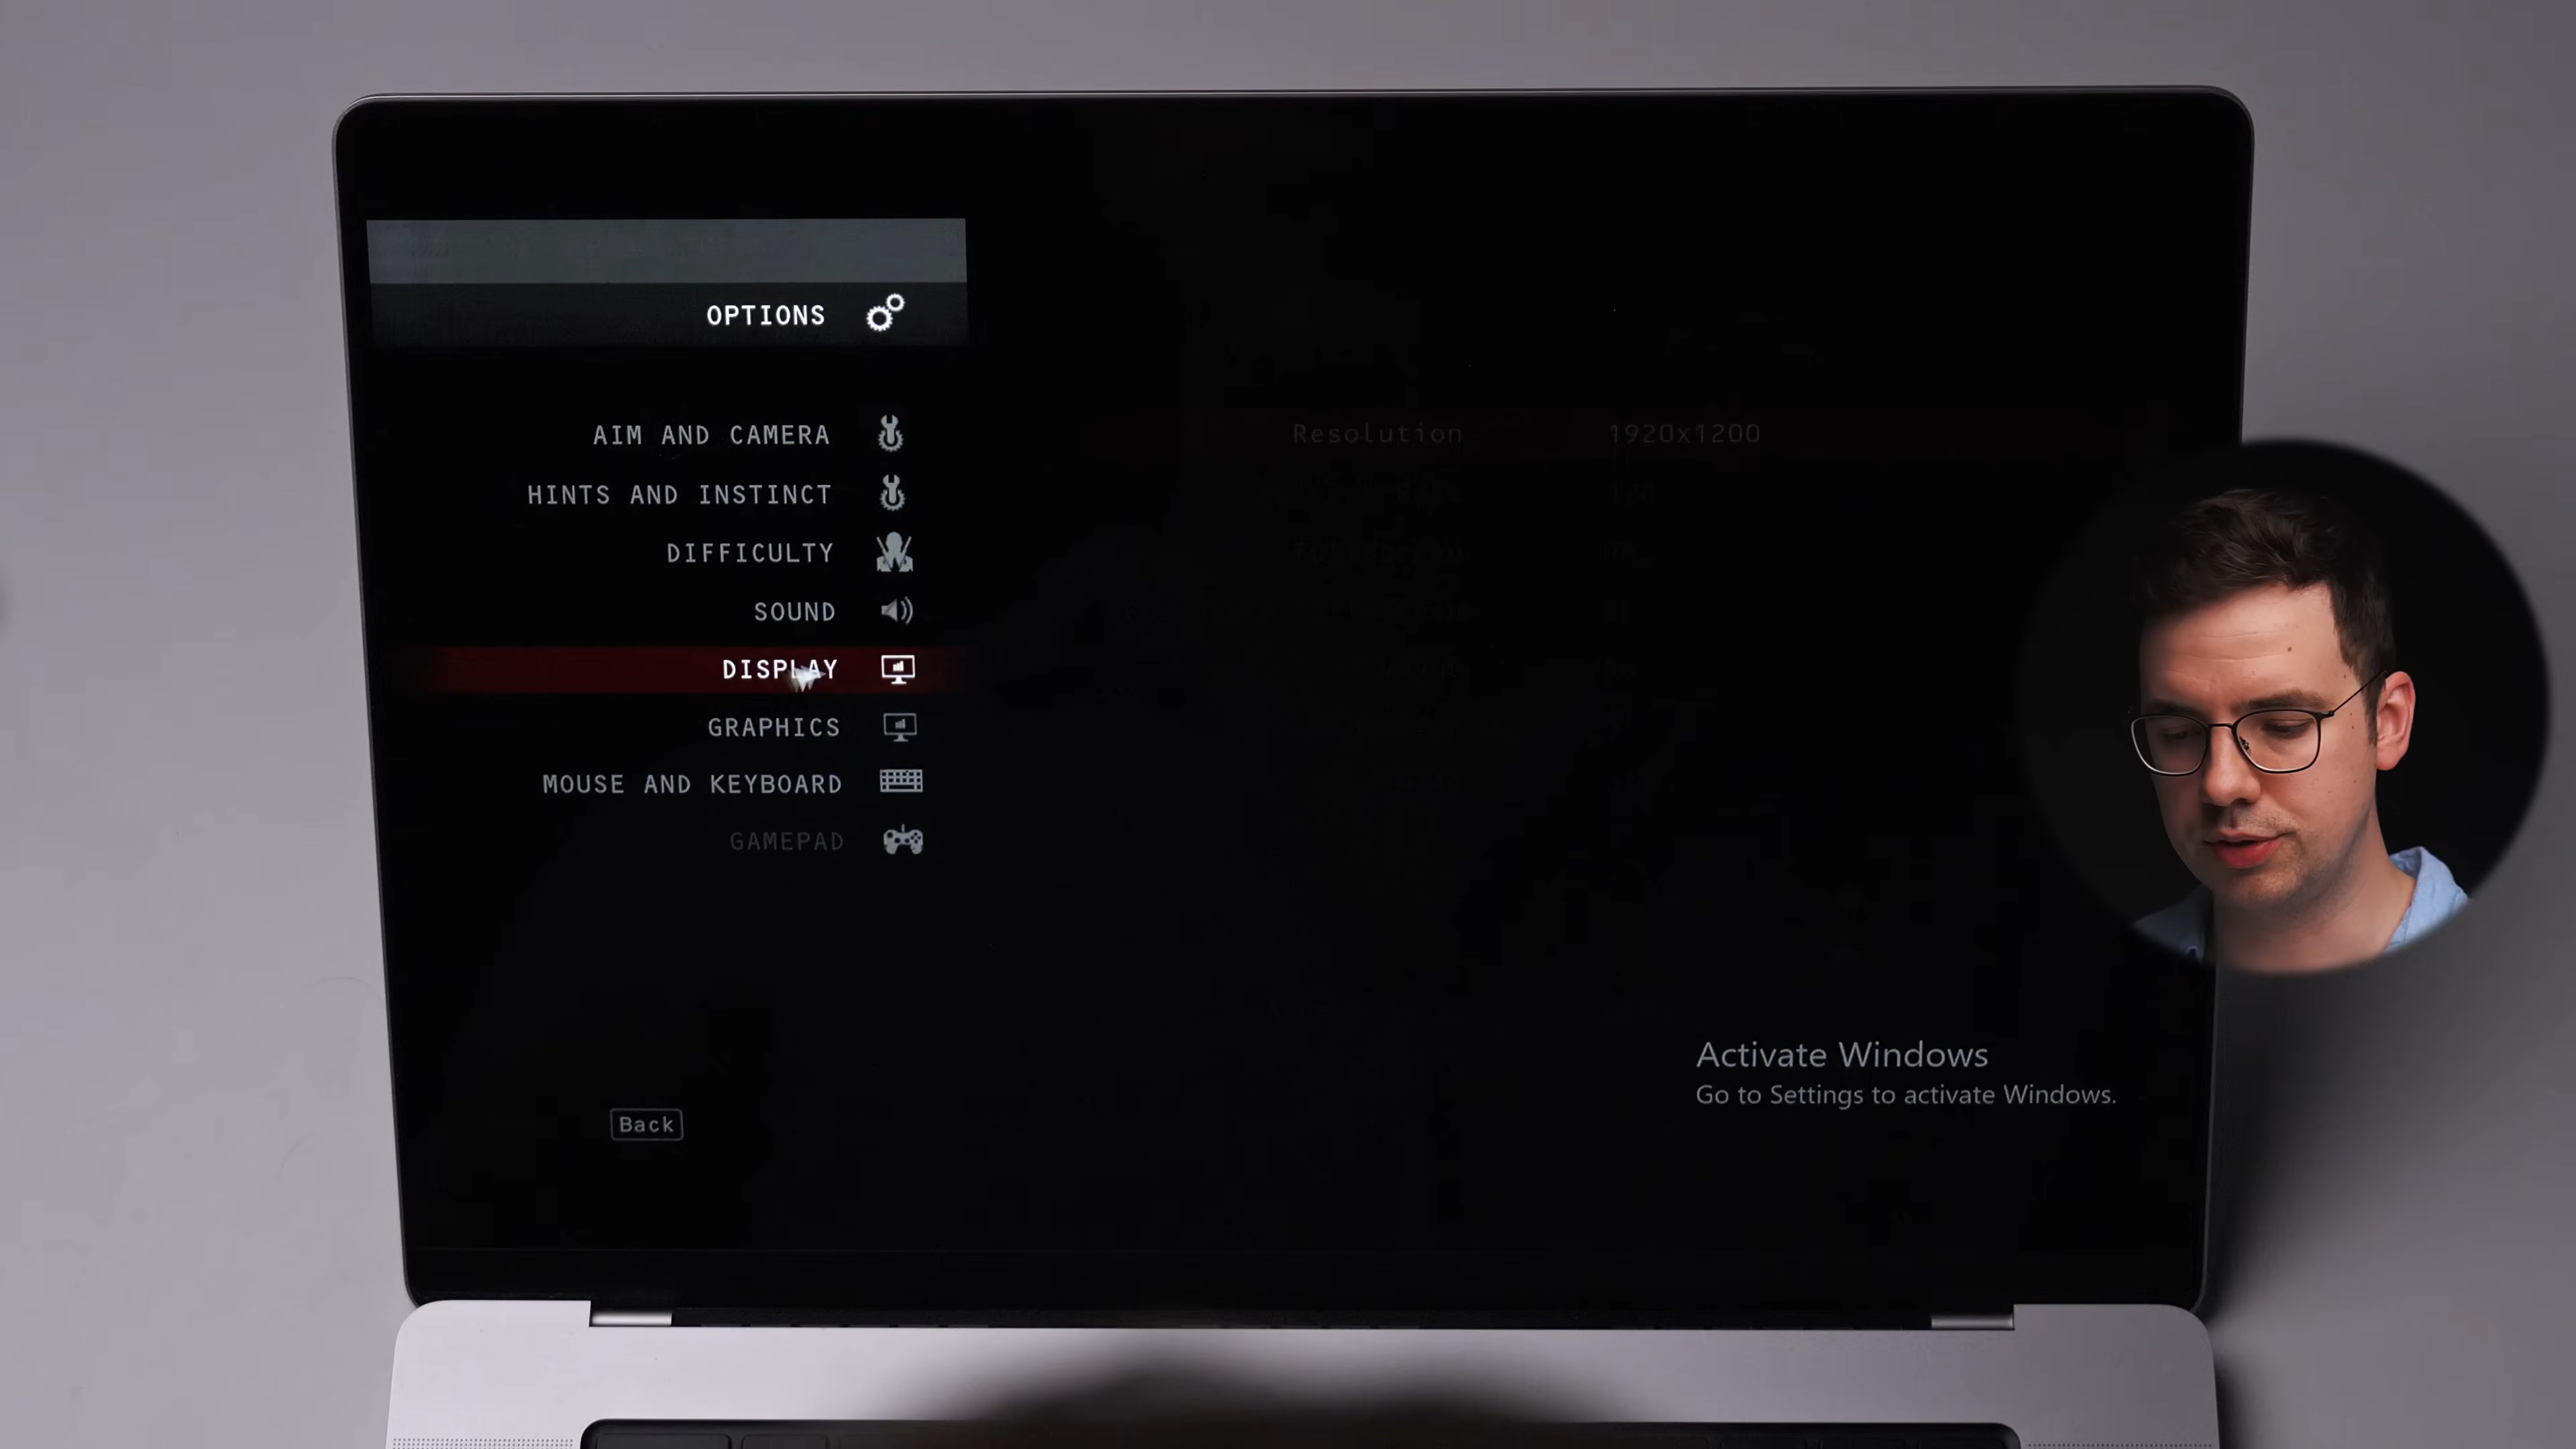 OPTIONS
AIM AND CAMERA
HINTS AND INSTINCT
DIFFICULTY
SOUND
DISPLAY
GRAPHICS
MOUSE AND KEYBOARD
GAMEPAD
Resolution 1920x1200
Back
Activate Windows
Go to Settings to activate Windows.